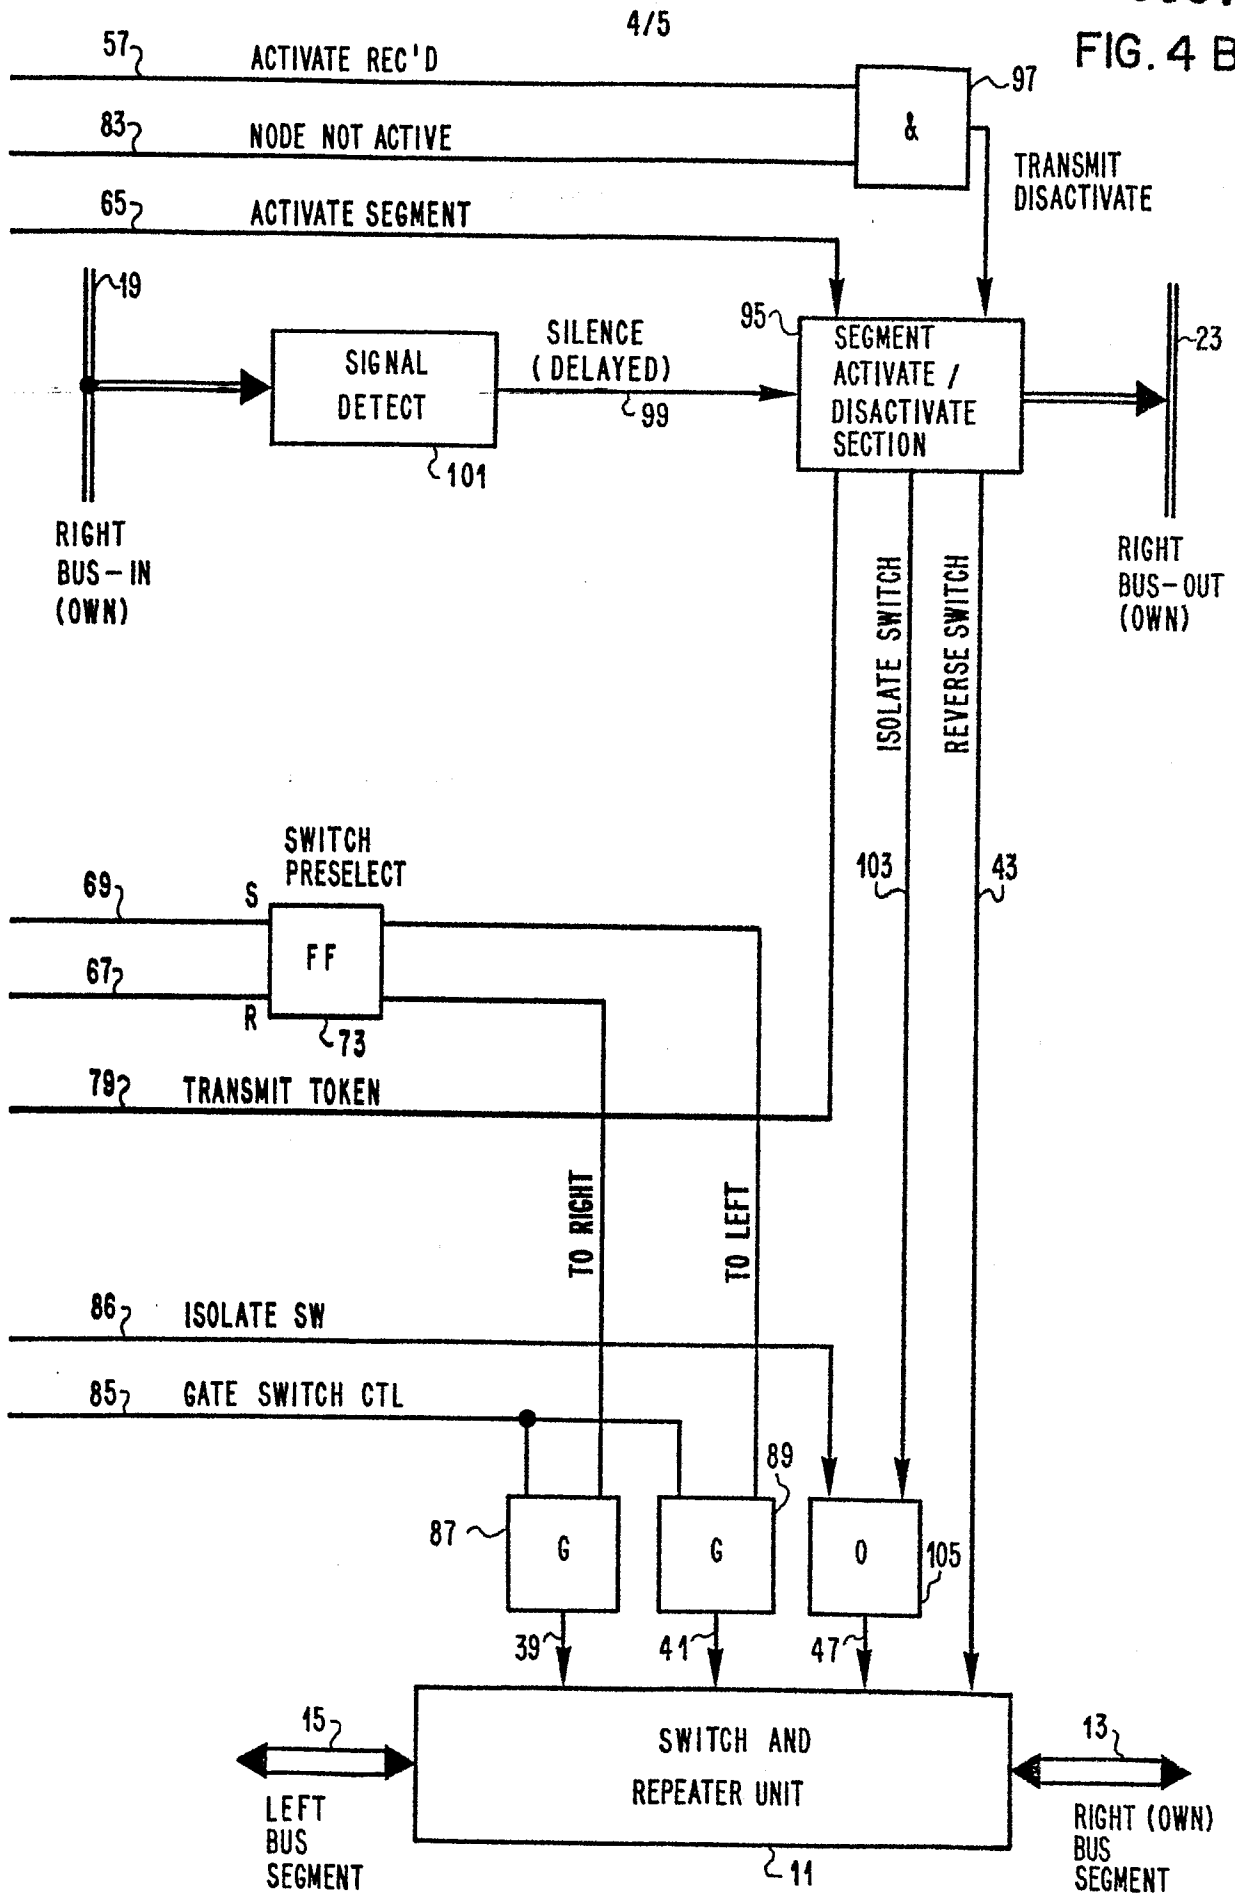 4/5
FIG. 4 B
57
ACTIVATE REC'D
97
83
NODE NOT ACTIVE
&
TRANSMIT
DISACTIVATE
65
ACTIVATE SEGMENT
19
SIGNAL
DETECT
101
SILENCE
(DELAYED)
99
95
SEGMENT
ACTIVATE /
DISACTIVATE
SECTION
23
RIGHT
BUS-IN
(OWN)
RIGHT
BUS-OUT
(OWN)
ISOLATE SWITCH
REVERSE SWITCH
103
43
SWITCH
PRESELECT
69
S
FF
67
R
73
79
TRANSMIT TOKEN
TO RIGHT
TO LEFT
86
ISOLATE SW
85
GATE SWITCH CTL
87
G
89
G
O
105
39
41
47
15
SWITCH AND
REPEATER UNIT
13
LEFT
BUS
SEGMENT
11
RIGHT (OWN)
BUS
SEGMENT